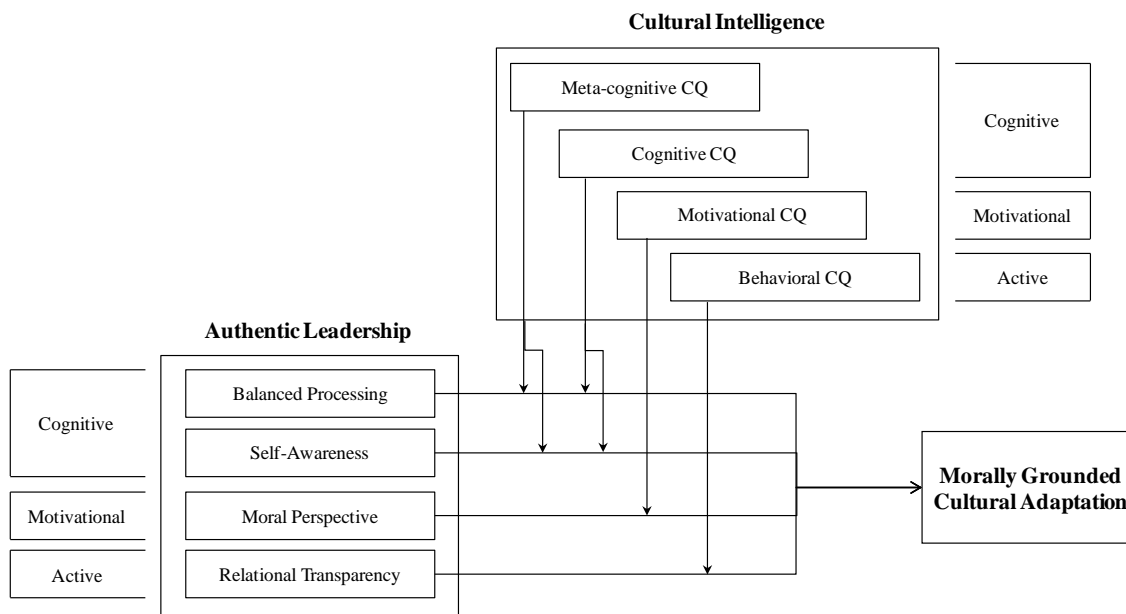 Cultural Intelligence
Meta-cognitive CQ
Cognitive CQ
Motivational CQ
Behavioral CQ
Cognitive
Motivational
Active
Authentic Leadership
Balanced Processing
Self-Awareness
Moral Perspective
Relational Transparency
Cognitive
Motivational
Active
Morally Grounded
Cultural Adaptation